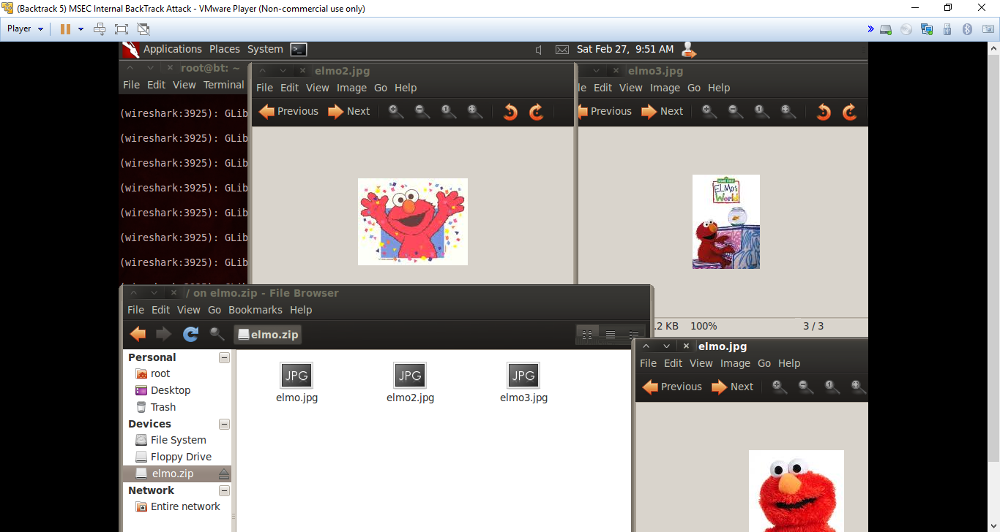 (Backtrack 5) MSEC Internal BackTrack Attack - VMware Player (Non-commercial use only)
Player
Applications Places System
Sat Feb 27, 9:51 AM
root@bt: ~
File Edit View Terminal
(wireshark:3925): GLib
(wireshark:3925): GLib
(wireshark:3925): GLib
(wireshark:3925): GLib
(wireshark:3925): GLib
(wireshark:3925): GLib
(wireshark:3925): GLib
elmo2.jpg
File Edit View Image Go Help
Previous Next
elmo3.jpg
le Edit View Image Go Help
Previous Next
SESAME STREET
ELMO'S
World
.2 KB 100% 3 / 3
/ on elmo.zip - File Browser
File Edit View Go Bookmarks Help
elmo.zip
Personal
root
Desktop
Trash
Devices
File System
Floppy Drive
elmo.zip
Network
Entire network
JPG JPG JPG
elmo.jpg elmo2.jpg elmo3.jpg
elmo.jpg
File Edit View Image Go Help
Previous Next